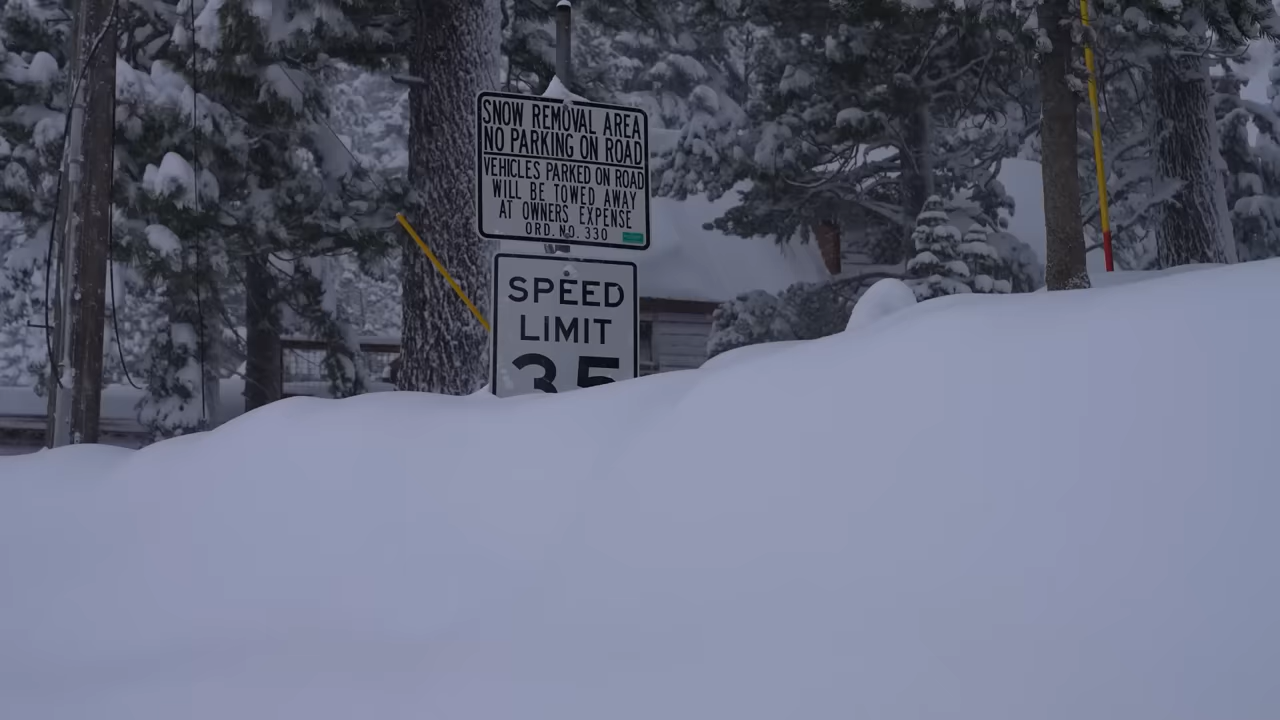 SNOW REMOVAL AREA
NO PARKING ON ROAD
VEHICLES PARKED ON ROAD
WILL BE TOWED AWAY
AT OWNERS EXPENSE
ORD. NO. 330
SPEED
LIMIT
35